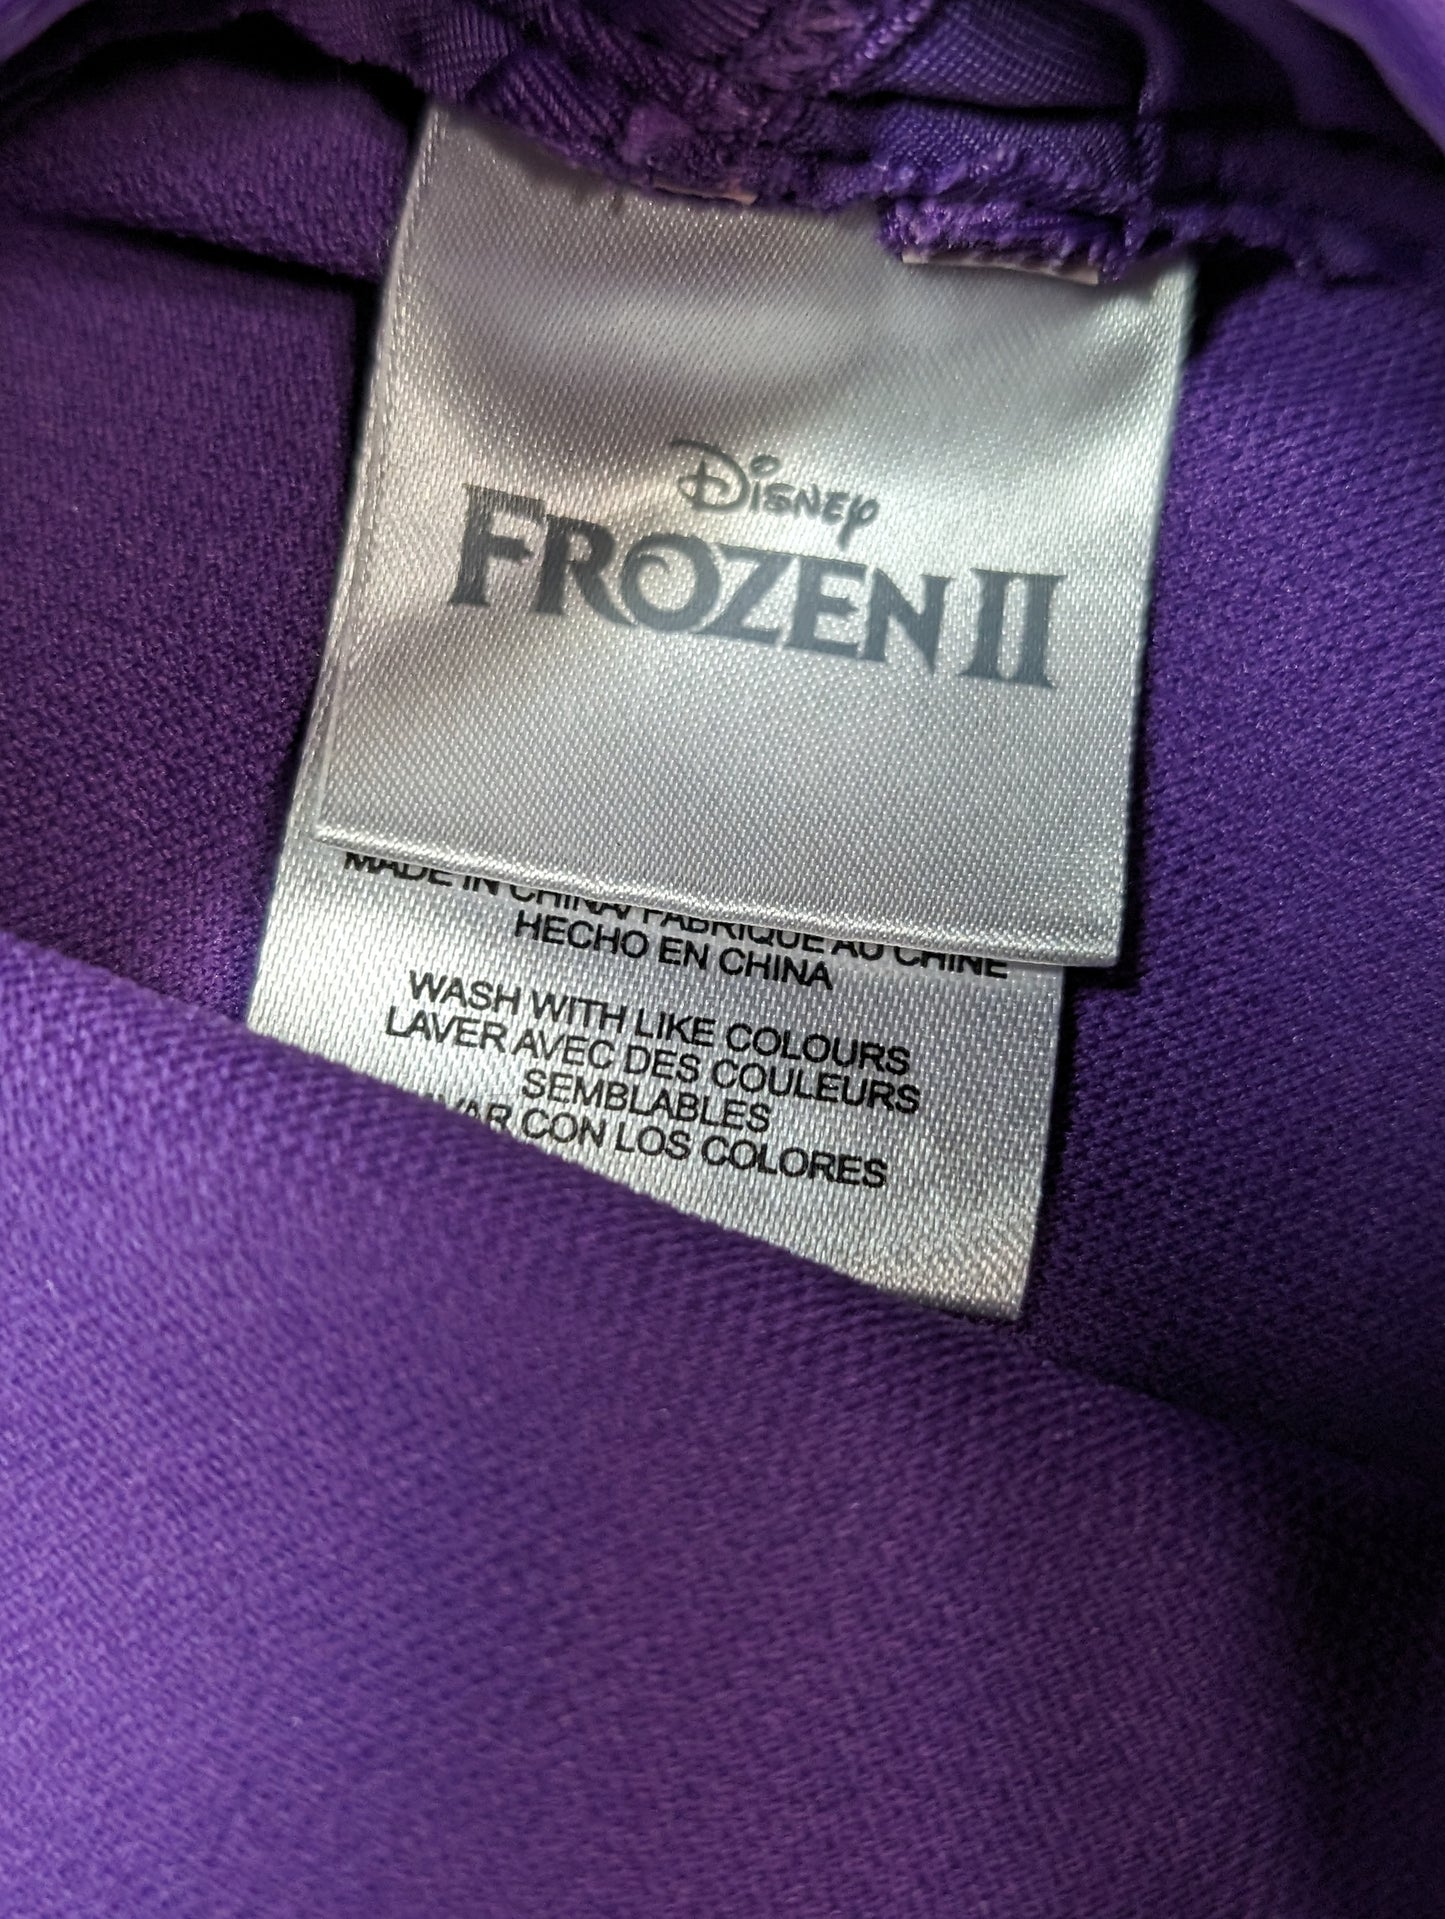 Disney
FROZEN II
MADE IN CHINA/ FABRIQUE AU CHINE
HECHO EN CHINA
WASH WITH LIKE COLOURS
LAVER AVEC DES COULEURS
SEMBLABLES
CON LOS COLORES